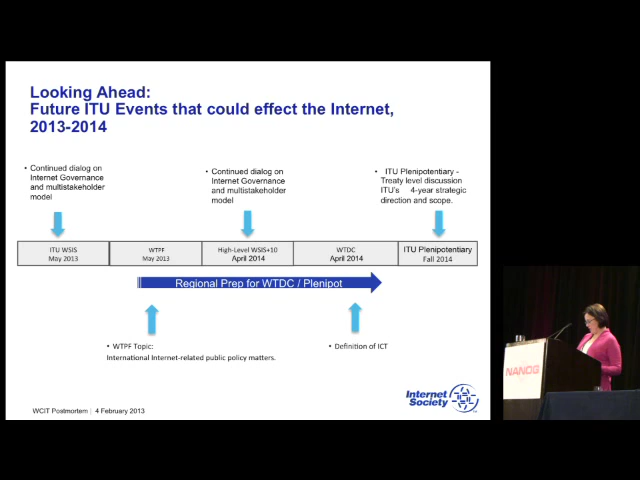 Looking Ahead:
Future ITU Events that could effect the Internet,
2013-2014
• Continued dialog on
Internet Governance
and multistakeholder
model
• Continued dialog on
Internet Governance
and multistakeholder
model
• ITU Plenipotentiary -
Treaty level discussion
ITU's 4-year strategic
direction and scope.
ITU WSIS
May 2013
WTPF
May 2013
High-Level WSIS+10
April 2014
WTDC
April 2014
ITU Plenipotentiary
Fall 2014
Regional Prep for WTDC / Plenipot
• WTPF Topic:
International Internet-related public policy matters.
• Definition of ICT
Internet
Society
WCIT Postmortem | 4 February 2013
NANOG